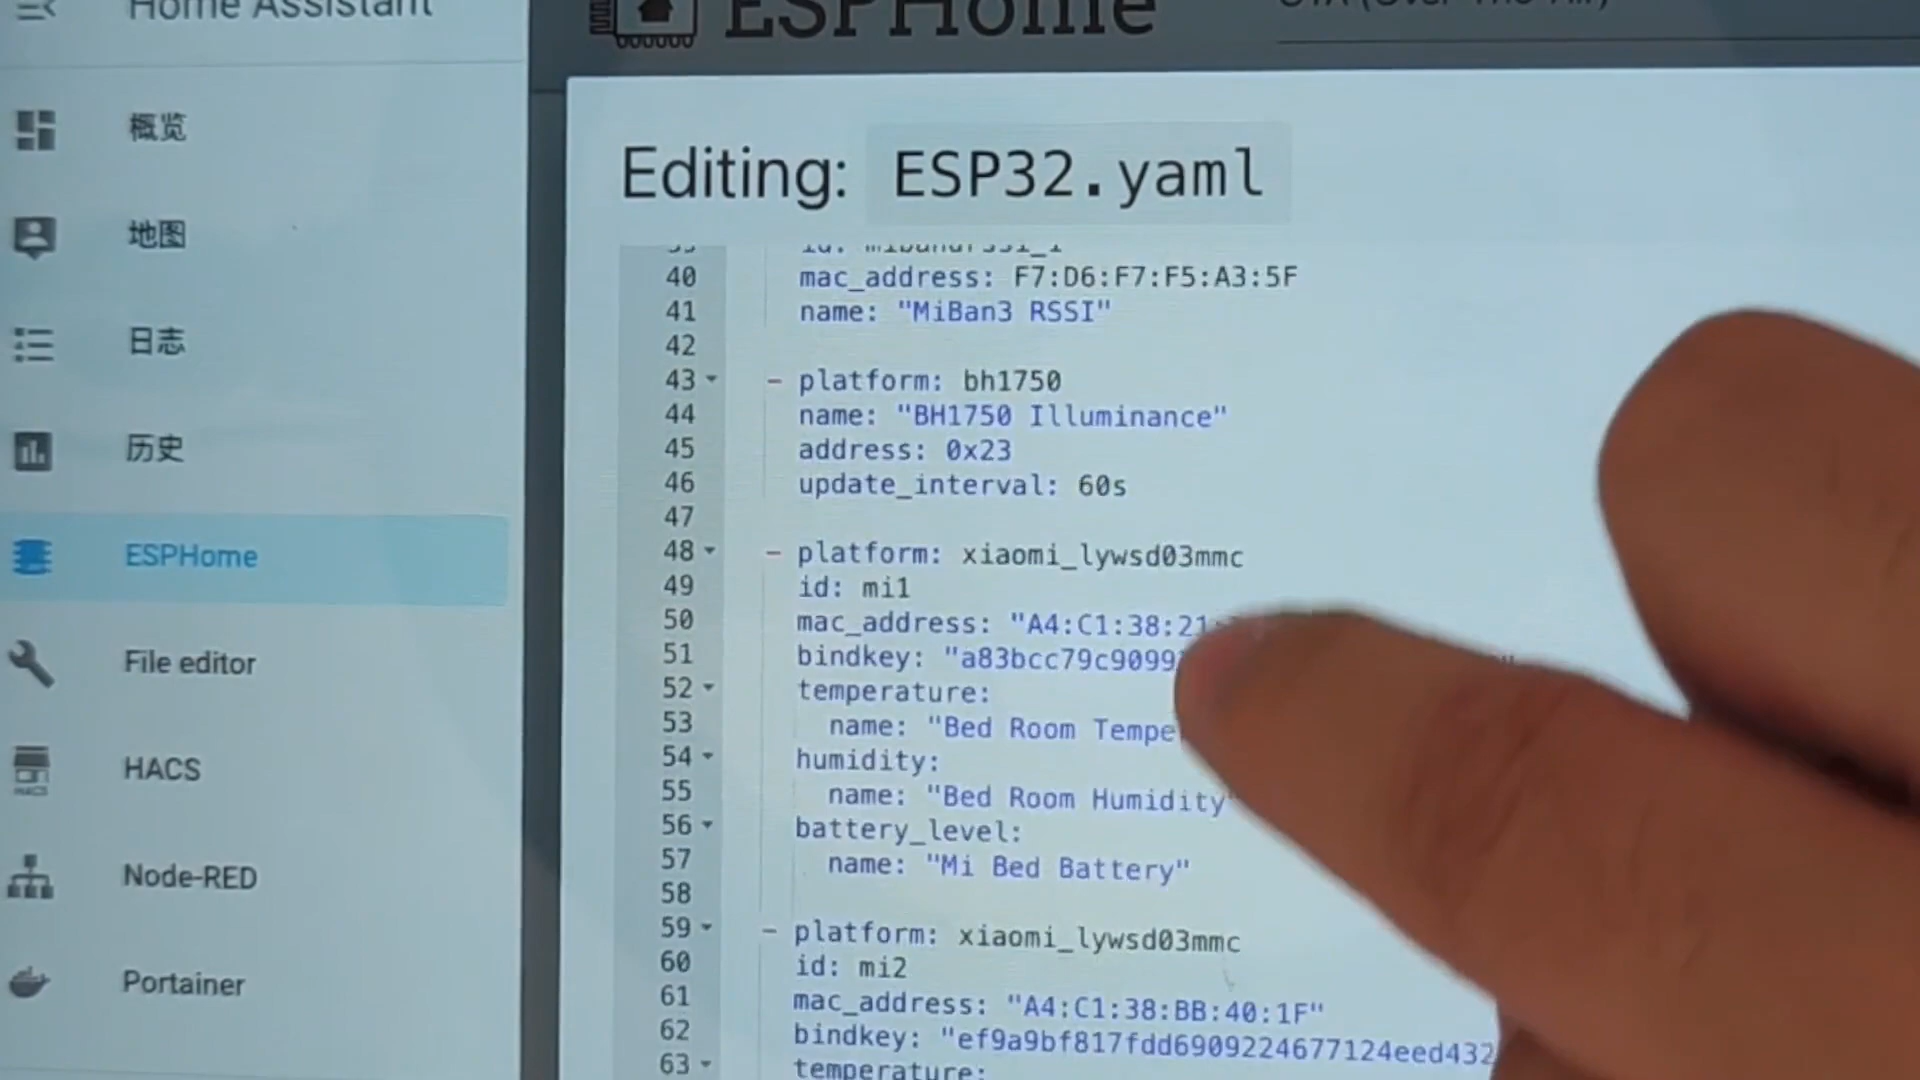 Home Assistant
ESPHome
OTA (Over-The-Air)
概览
地图
日志
历史
ESPHome
File editor
HACS
Node-RED
Portainer
Editing: ESP32.yaml
40 mac_address: F7:D6:F7:F5:A3:5F
41 name: "MiBan3 RSSI"
42
43 - platform: bh1750
44 name: "BH1750 Illuminance"
45 address: 0x23
46 update_interval: 60s
47
48 - platform: xiaomi_lywsd03mmc
49 id: mi1
50 mac_address: "A4:C1:38:21
51 bindkey: "a83bcc79c9099
52 temperature:
53 name: "Bed Room Tempe
54 humidity:
55 name: "Bed Room Humidity"
56 battery_level:
57 name: "Mi Bed Battery"
58
59 - platform: xiaomi_lywsd03mmc
60 id: mi2
61 mac_address: "A4:C1:38:BB:40:1F"
62 bindkey: "ef9a9bf817fdd6909224677124eed432
63 temperature: